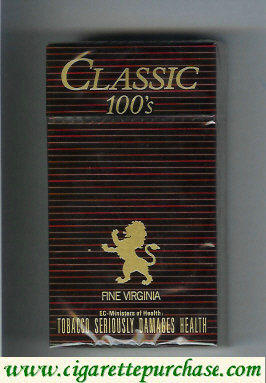 CLASSIC
100's
FINE VIRGINIA
EC-Ministers of Health
TOBACCO SERIOUSLY DAMAGES HEALTH
www.cigarettepurchase.com